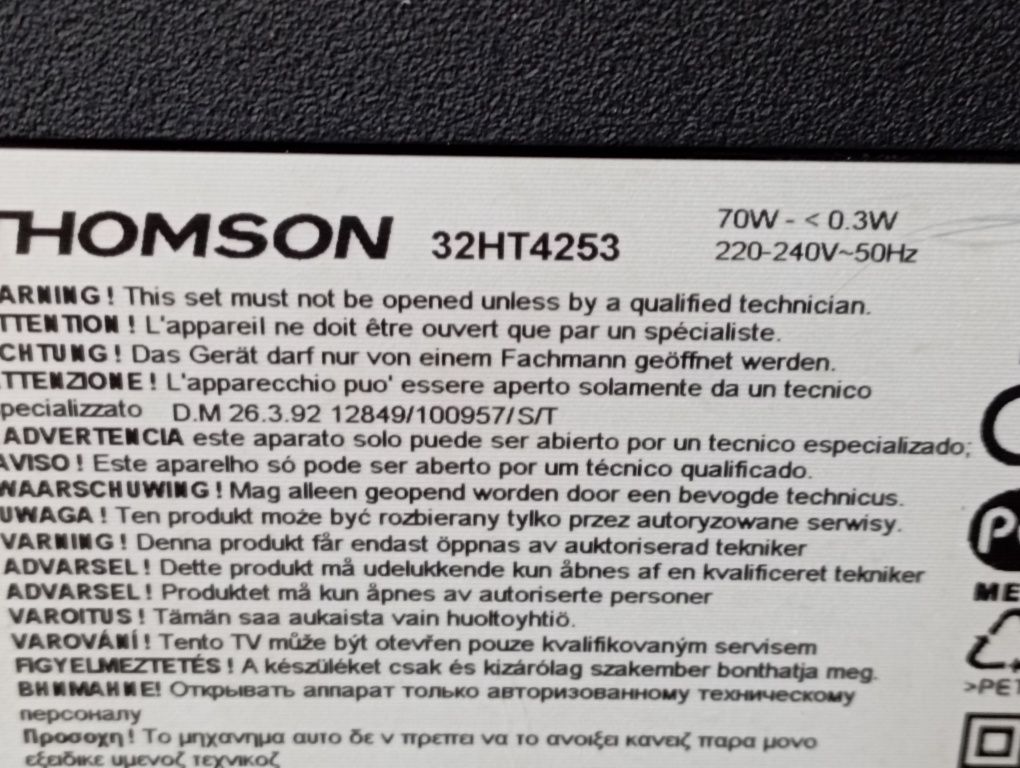 THOMSON 32HT4253 70W - < 0.3W
220-240V~50Hz
ARNING ! This set must not be opened unless by a qualified technician.
TTENTION ! L'appareil ne doit être ouvert que par un spécialiste.
CHTUNG ! Das Gerät darf nur von einem Fachmann geöffnet werden.
TTENZIONE ! L'apparecchio puo' essere aperto solamente da un tecnico
pecializzato D.M 26.3.92 12849/100957/S/T
ADVERTENCIA este aparato solo puede ser abierto por un tecnico especializado;
AVISO ! Este aparelho só pode ser aberto por um técnico qualificado.
WAARSCHUWING ! Mag alleen geopend worden door een bevogde technicus.
UWAGA ! Ten produkt może być rozbierany tylko przez autoryzowane serwisy.
VARNING ! Denna produkt får endast öppnas av auktoriserad tekniker
ADVARSEL ! Dette produkt må udelukkende kun åbnes af en kvalificeret tekniker
ADVARSEL ! Produktet må kun åpnes av autoriserte personer
VAROITUS ! Tämän saa aukaista vain huoltoyhtiö.
VAROVÁNÍ ! Tento TV může být otevřen pouze kvalifikovaným servisem
FIGYELMEZTETÉS ! A készüléket csak és kizárólag szakember bonthatja meg.
ВНИМАНИЕ! Открывать аппарат только авторизованному техническому
персоналу
Προσοχη ! Το μηχανημα αυτο δε ν πρεπει να το ανοιξει κανεις παρα μονο
εξειδικε υμενος τεχνικος
ME
>PET